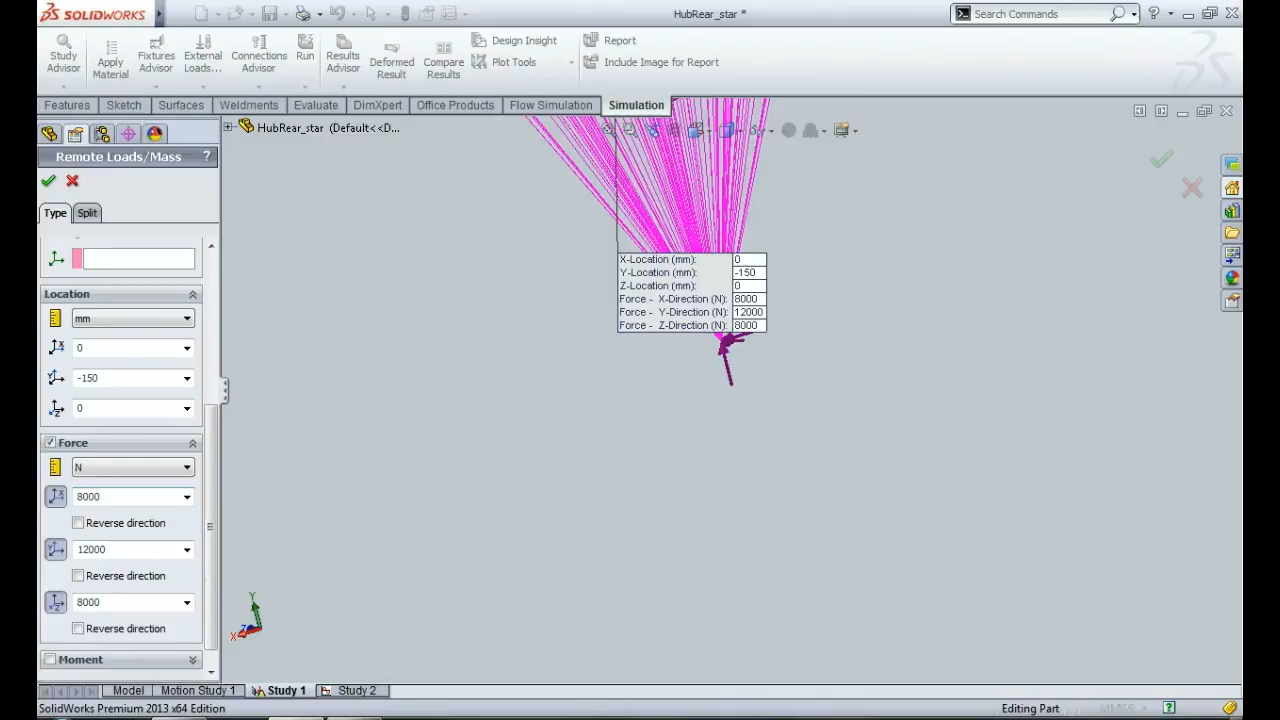 SOLIDWORKS
HubRear_star *
Search Commands
Study Advisor
Apply Material
Fixtures Advisor
External Loads...
Connections Advisor
Run
Results Advisor
Deformed Result
Compare Results
Design Insight
Plot Tools
Report
Include Image for Report
Features
Sketch
Surfaces
Weldments
Evaluate
DimXpert
Office Products
Flow Simulation
Simulation
HubRear_star (Default<<D...
Remote Loads/Mass ?
Type
Split
Location
mm
0
-150
0
Force
N
8000
Reverse direction
12000
Reverse direction
8000
Reverse direction
Moment
X-Location (mm): 0
Y-Location (mm): -150
Z-Location (mm): 0
Force - X-Direction (N): 8000
Force - Y-Direction (N): 12000
Force - Z-Direction (N): 8000
Y
Z
X
Model
Motion Study 1
Study 1
Study 2
SolidWorks Premium 2013 x64 Edition
Editing Part